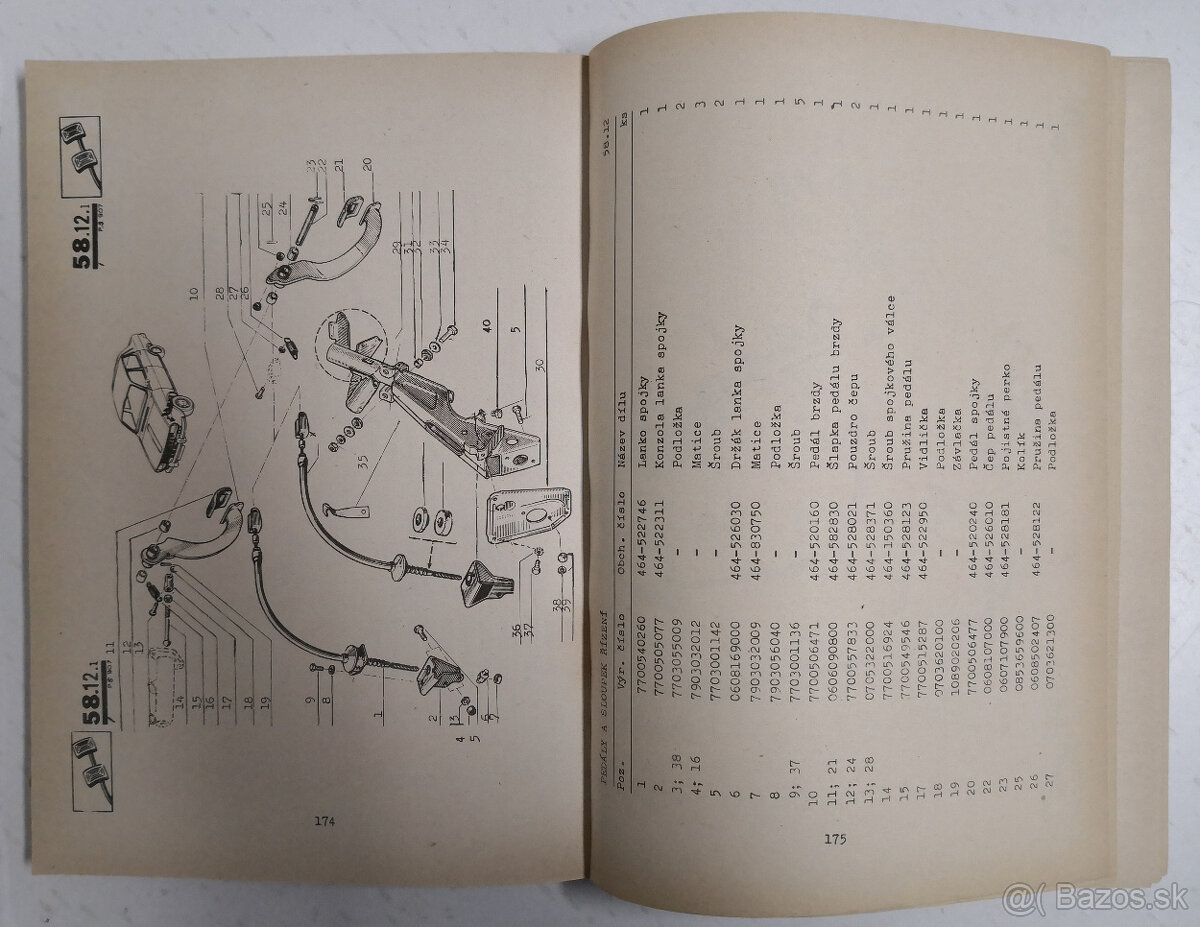 58.12.1
58.12.1
10
28
27
26
25
24
23
22
21
20
29
31
32
33
34
40
5
30
35
11
12
13
14
15
16
17
18
19
9
8
1
2
13
4
5
6
7
36
37
38
39
174
PEDÁLY A SLOUPEK ŘÍZENÍ 58.12
Poz. Výr. číslo Obch. číslo Název dílu ks
1 7700540260 464-522746 Lanko spojky 1
2 7700505077 464-522311 Konzola lanka spojky 1
3; 38 7703055009 - Podložka 2
4; 16 7903032012 - Matice 3
5 7703001142 - Šroub 2
6 0608169000 464-526030 Držák lanka spojky 1
7 7903032009 464-830750 Matice 1
8 7903056040 - Podložka 1
9; 37 7703001136 - Šroub 5
10 7700506471 464-520160 Pedál brzdy 1
11; 21 0606090800 464-582830 Šlapka pedálu brzdy 1
12; 24 7700557833 464-528021 Pouzdro čepu 2
13; 28 0705322000 464-528371 Šroub 1
14 7700516924 464-150360 Šroub spojkového válce 1
15 7700549546 464-528123 Pružina pedálu 1
17 7700515287 464-522950 Vidlička 1
18 0703620100 - Podložka 1
19 1089020206 - Závlačka 1
20 7700506477 464-520240 Pedál spojky 1
22 0608107000 464-526010 Čep pedálu 1
23 0607107900 464-528181 Pojistné perko 1
25 0853659600 - Kolík 1
26 0608502407 464-528122 Pružina pedálu 1
27 0703621300 - Podložka 1
175
@( Bazos.sk